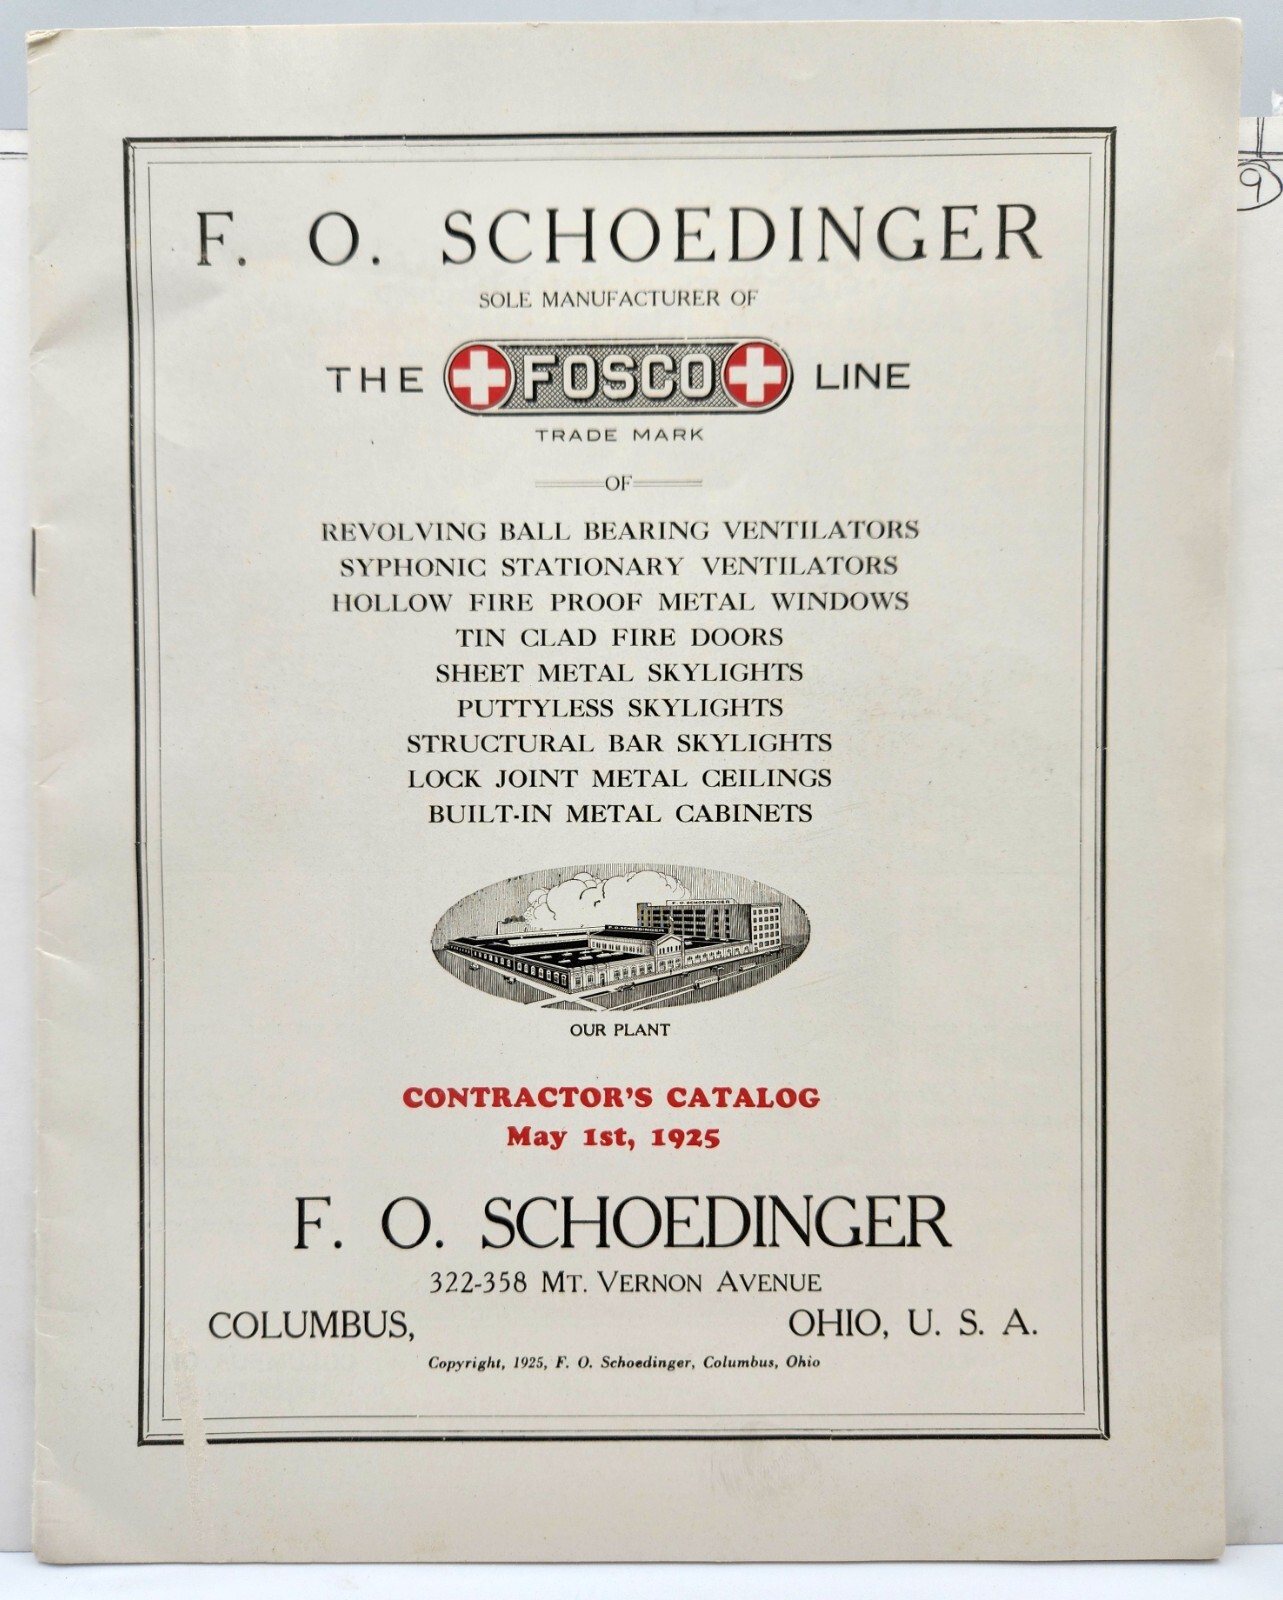 F. O. SCHOEDINGER
SOLE MANUFACTURER OF
THE FOSCO LINE
TRADE MARK
OF
REVOLVING BALL BEARING VENTILATORS
SYPHONIC STATIONARY VENTILATORS
HOLLOW FIRE PROOF METAL WINDOWS
TIN CLAD FIRE DOORS
SHEET METAL SKYLIGHTS
PUTTYLESS SKYLIGHTS
STRUCTURAL BAR SKYLIGHTS
LOCK JOINT METAL CEILINGS
BUILT-IN METAL CABINETS
F. O. SCHOEDINGER
F. O. SCHOEDINGER
OUR PLANT
CONTRACTOR'S CATALOG
May 1st, 1925
F. O. SCHOEDINGER
322-358 MT. VERNON AVENUE
COLUMBUS, OHIO, U. S. A.
Copyright, 1925, F. O. Schoedinger, Columbus, Ohio
9